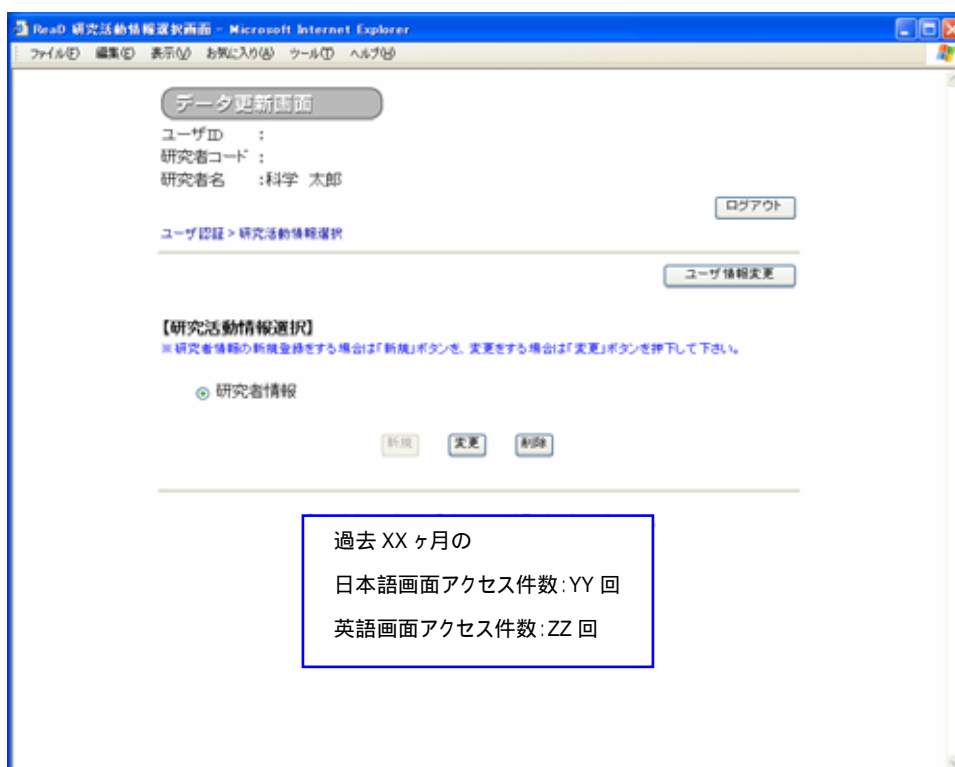 ReaD 研究活動情報選択画面 - Microsoft Internet Explorer
ファイル(F) 編集(E) 表示(V) お気に入り(A) ツール(T) ヘルプ(H)
データ更新画面
ユーザID :
研究者コード :
研究者名 :科学 太郎
ログアウト
ユーザ認証 > 研究活動情報選択
ユーザ情報変更
【研究活動情報選択】
※研究者情報の新規登録をする場合は「新規」ボタンを、変更をする場合は「変更」ボタンを押下して下さい。
研究者情報
新規 変更 削除
過去 XX ヶ月の
日本語画面アクセス件数:YY 回
英語画面アクセス件数:ZZ 回